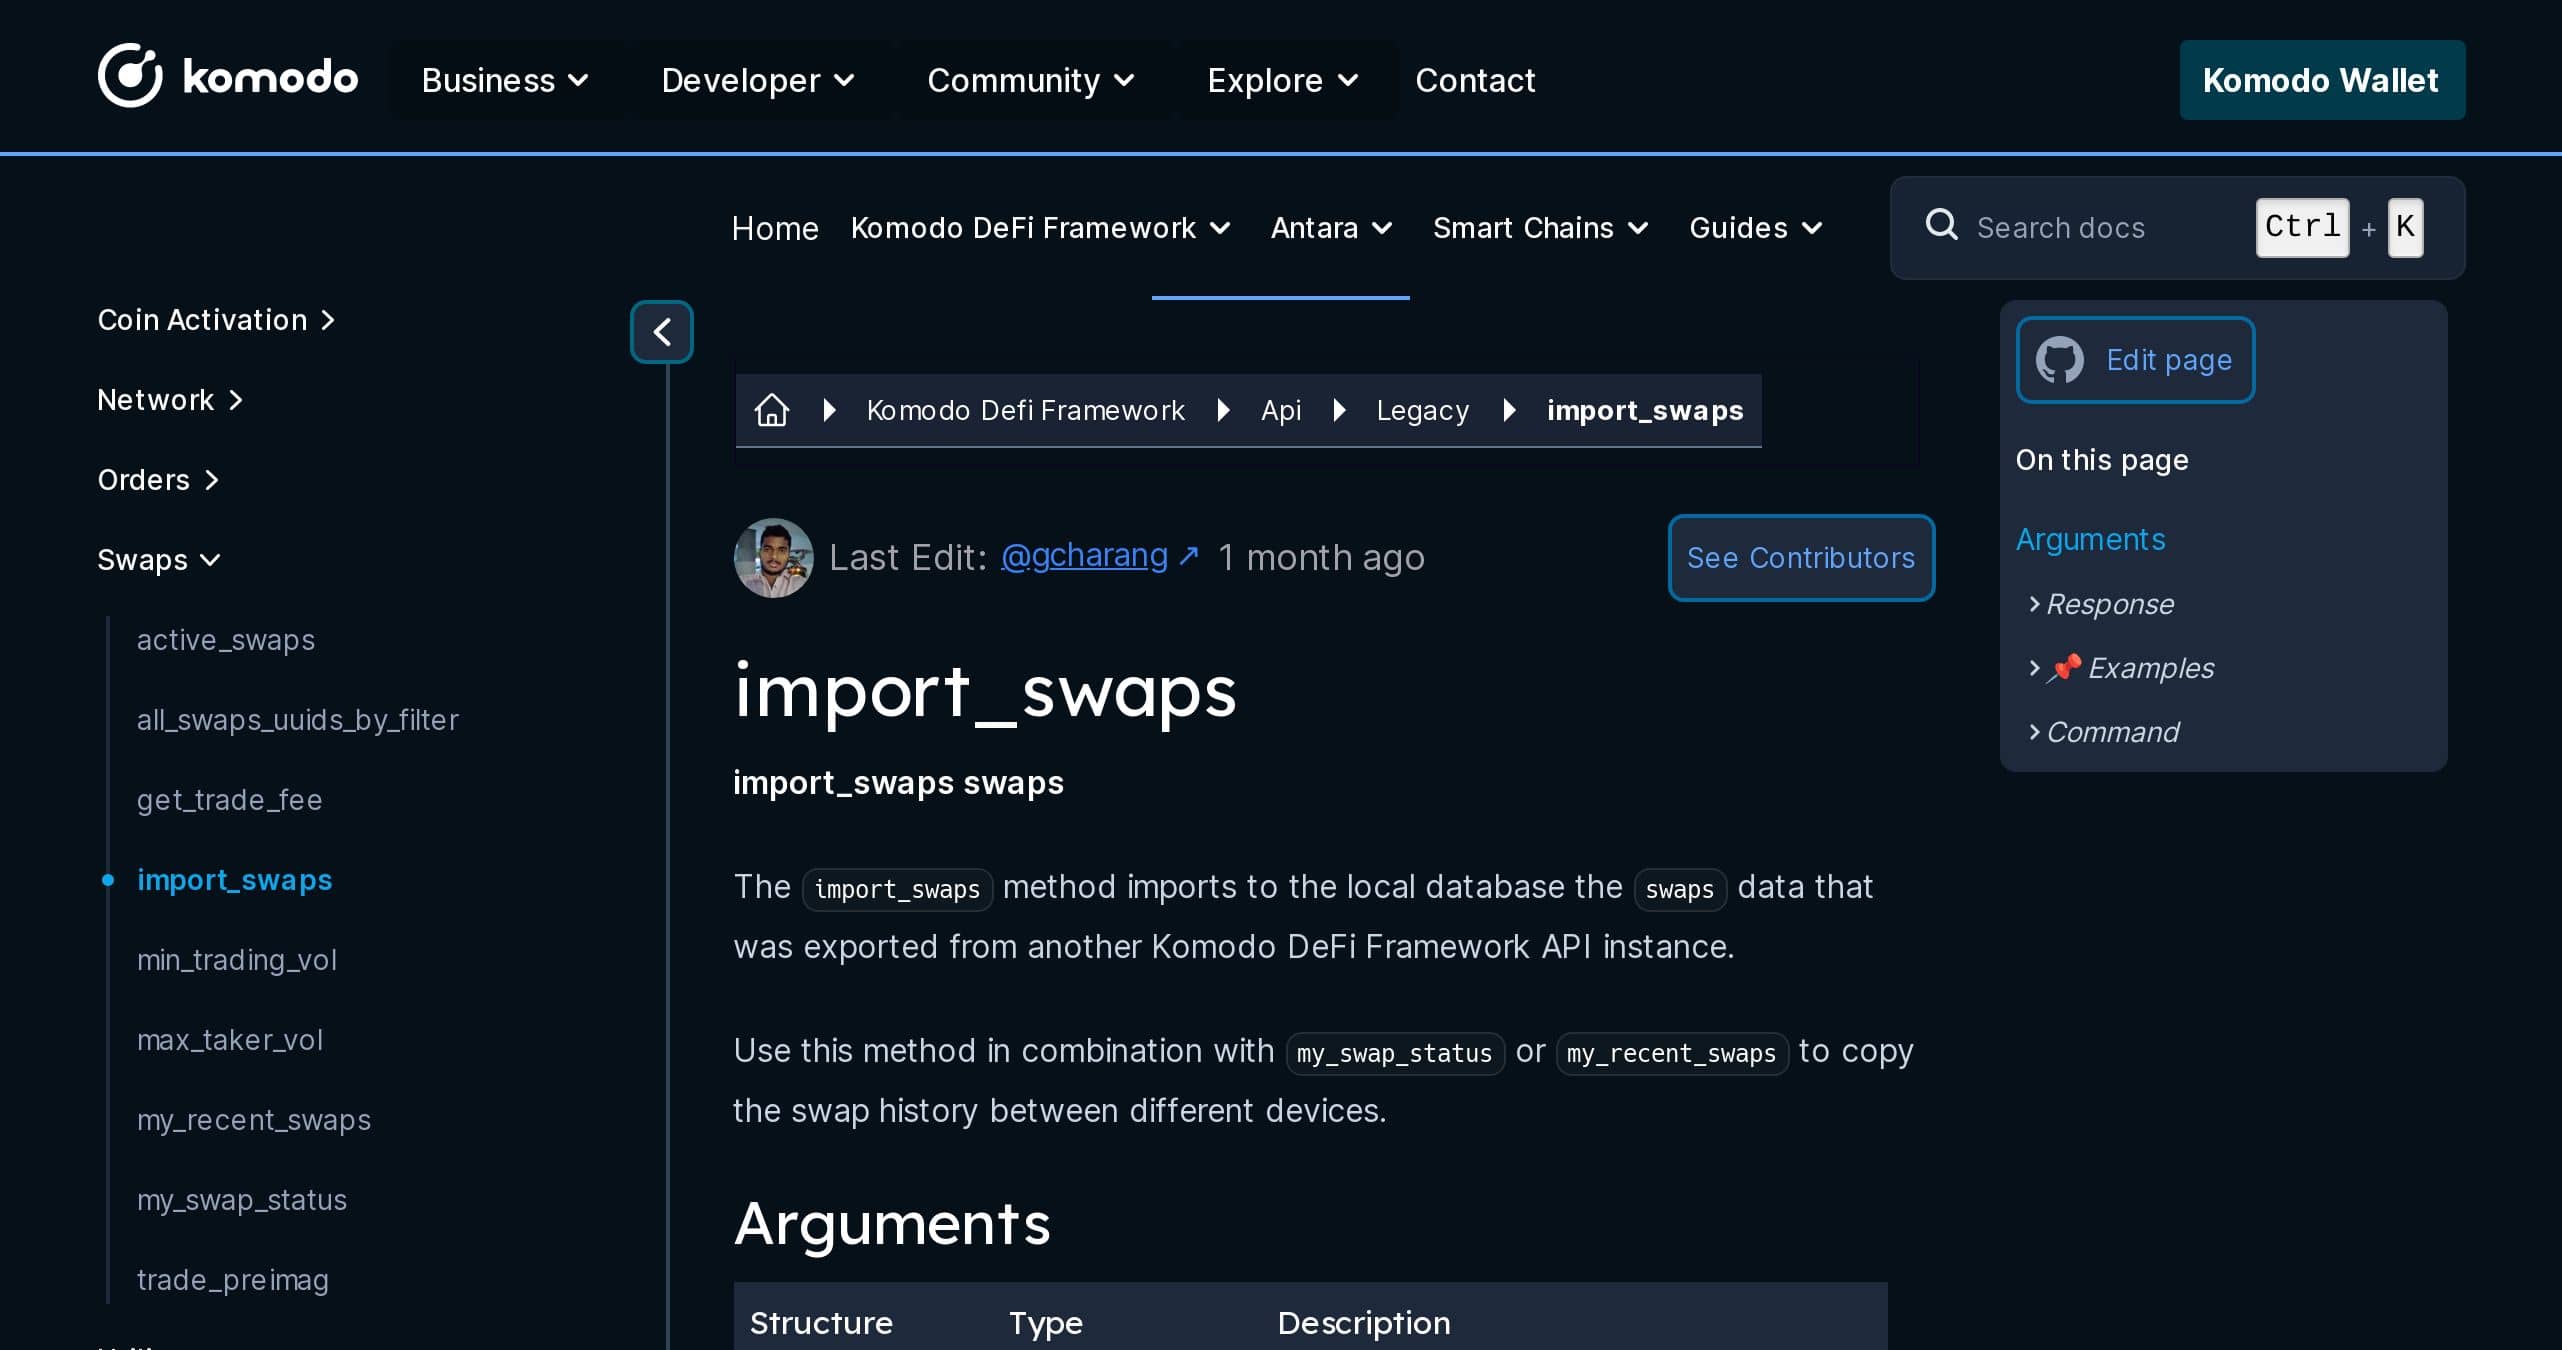 komodo Business Developer Community Explore Contact Komodo Wallet
Home Komodo DeFi Framework Antara Smart Chains Guides Search docs Ctrl + K
Coin Activation
Network
Orders
Swaps
active_swaps
all_swaps_uuids_by_filter
get_trade_fee
import_swaps
min_trading_vol
max_taker_vol
my_recent_swaps
my_swap_status
trade_preimag
Komodo Defi Framework Api Legacy import_swaps
Last Edit: @gcharang ↗ 1 month ago See Contributors
import_swaps
import_swaps swaps
The import_swaps method imports to the local database the swaps data that
was exported from another Komodo DeFi Framework API instance.
Use this method in combination with my_swap_status or my_recent_swaps to copy
the swap history between different devices.
Arguments
Structure Type Description
Edit page
On this page
Arguments
Response
📌 Examples
Command